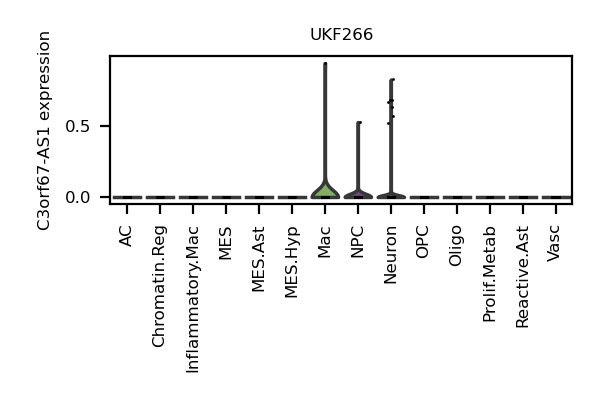 UKF266
C3orf67-AS1 expression
0.5
0.0
AC
Chromatin.Reg
Inflammatory.Mac
MES
MES.Ast
MES.Hyp
Mac
NPC
Neuron
OPC
Oligo
Prolif.Metab
Reactive.Ast
Vasc